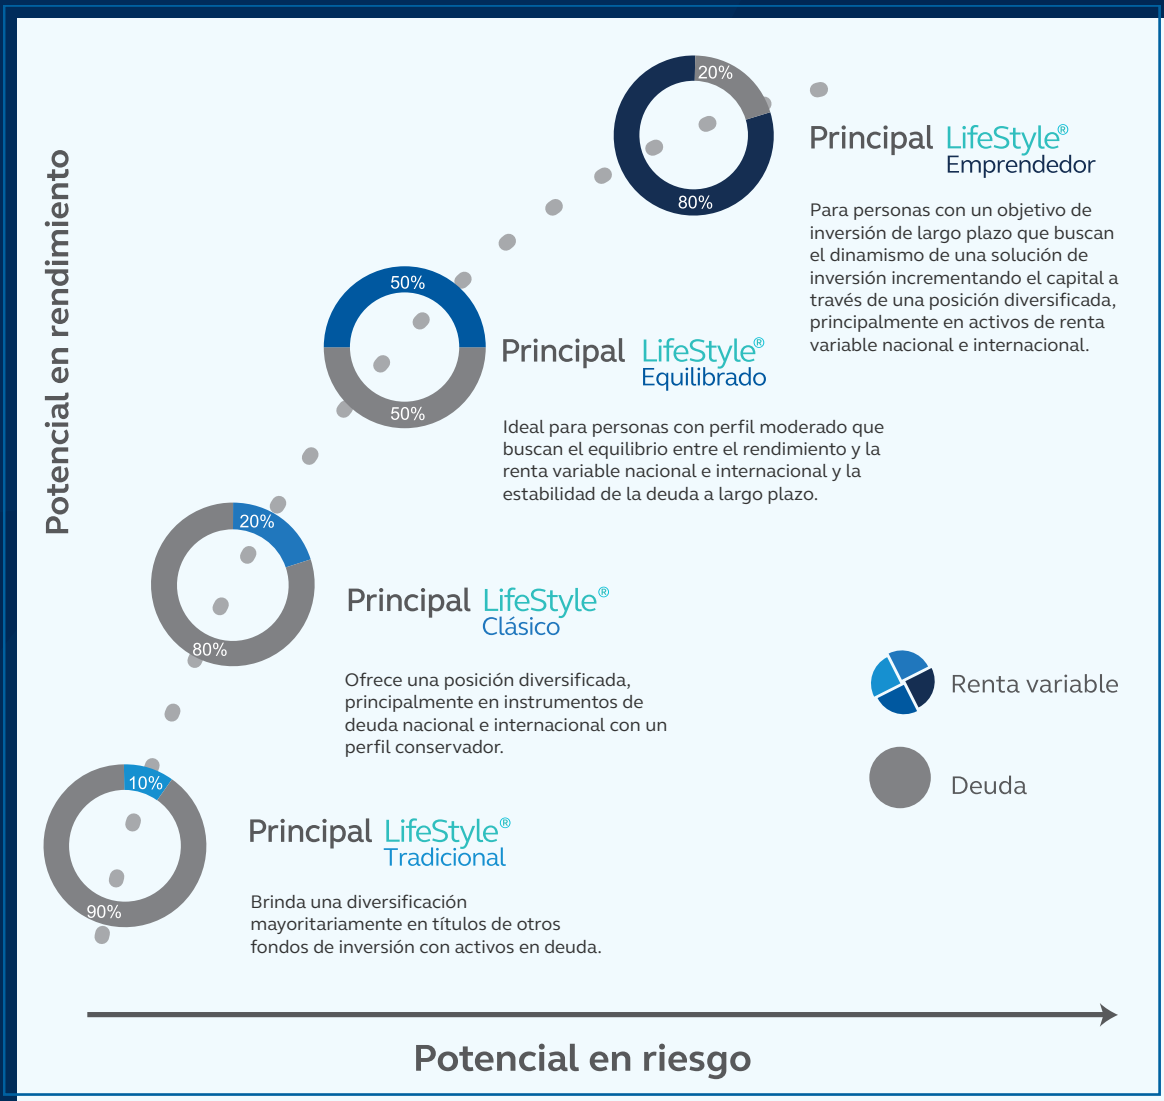 Potencial en rendimiento
20%
80%
Principal LifeStyle®
Emprendedor
Para personas con un objetivo de
inversión de largo plazo que buscan
el dinamismo de una solución de
inversión incrementando el capital a
través de una posición diversificada,
principalmente en activos de renta
variable nacional e internacional.
50%
50%
Principal LifeStyle®
Equilibrado
Ideal para personas con perfil moderado que
buscan el equilibrio entre el rendimiento y la
renta variable nacional e internacional y la
estabilidad de la deuda a largo plazo.
20%
80%
Principal LifeStyle®
Clásico
Ofrece una posición diversificada,
principalmente en instrumentos de
deuda nacional e internacional con un
perfil conservador.
Renta variable
Deuda
10%
90%
Principal LifeStyle®
Tradicional
Brinda una diversificación
mayoritariamente en títulos de otros
fondos de inversión con activos en deuda.
Potencial en riesgo